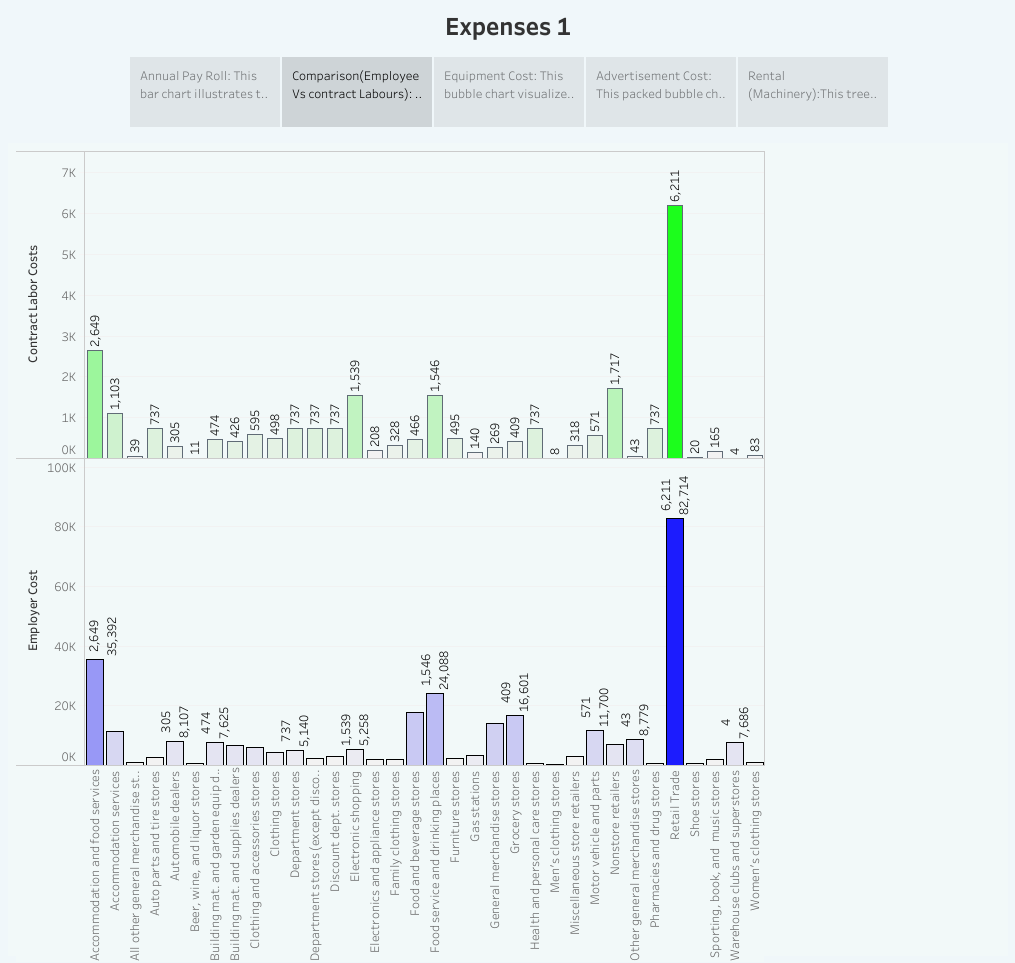 Expenses 1
Annual Pay Roll: This
bar chart illustrates t..
Comparison(Employee
Vs contract Labours): ..
Equipment Cost: This
bubble chart visualize..
Advertisement Cost:
This packed bubble ch..
Rental
(Machinery):This tree..
Contract Labor Costs
7K
6K
5K
4K
3K
2K
1K
0K
2,649
1,103
39
737
305
11
474
426
595
498
737
737
737
1,539
208
328
466
1,546
495
140
269
409
737
8
318
571
1,717
43
737
6,211
20
165
4
83
Employer Cost
100K
80K
60K
40K
20K
0K
2,649
35,392
305
8,107
474
7,625
737
5,140
1,539
5,258
1,546
24,088
409
16,601
571
11,700
43
8,779
6,211
82,714
4
7,686
Accommodation and food services
Accommodation services
All other general merchandise st..
Auto parts and tire stores
Automobile dealers
Beer, wine, and liquor stores
Building mat. and garden equip d..
Building mat. and supplies dealers
Clothing and accessories stores
Clothing stores
Department stores
Department stores (except disco..
Discount dept. stores
Electronic shopping
Electronics and appliance stores
Family clothing stores
Food and beverage stores
Food service and drinking places
Furniture stores
Gas stations
General merchandise stores
Grocery stores
Health and personal care stores
Men's clothing stores
Miscellaneous store retailers
Motor vehicle and parts
Nonstore retailers
Other general merchandise stores
Pharmacies and drug stores
Retail Trade
Shoe stores
Sporting, book, and  music stores
Warehouse clubs and superstores
Women's clothing stores